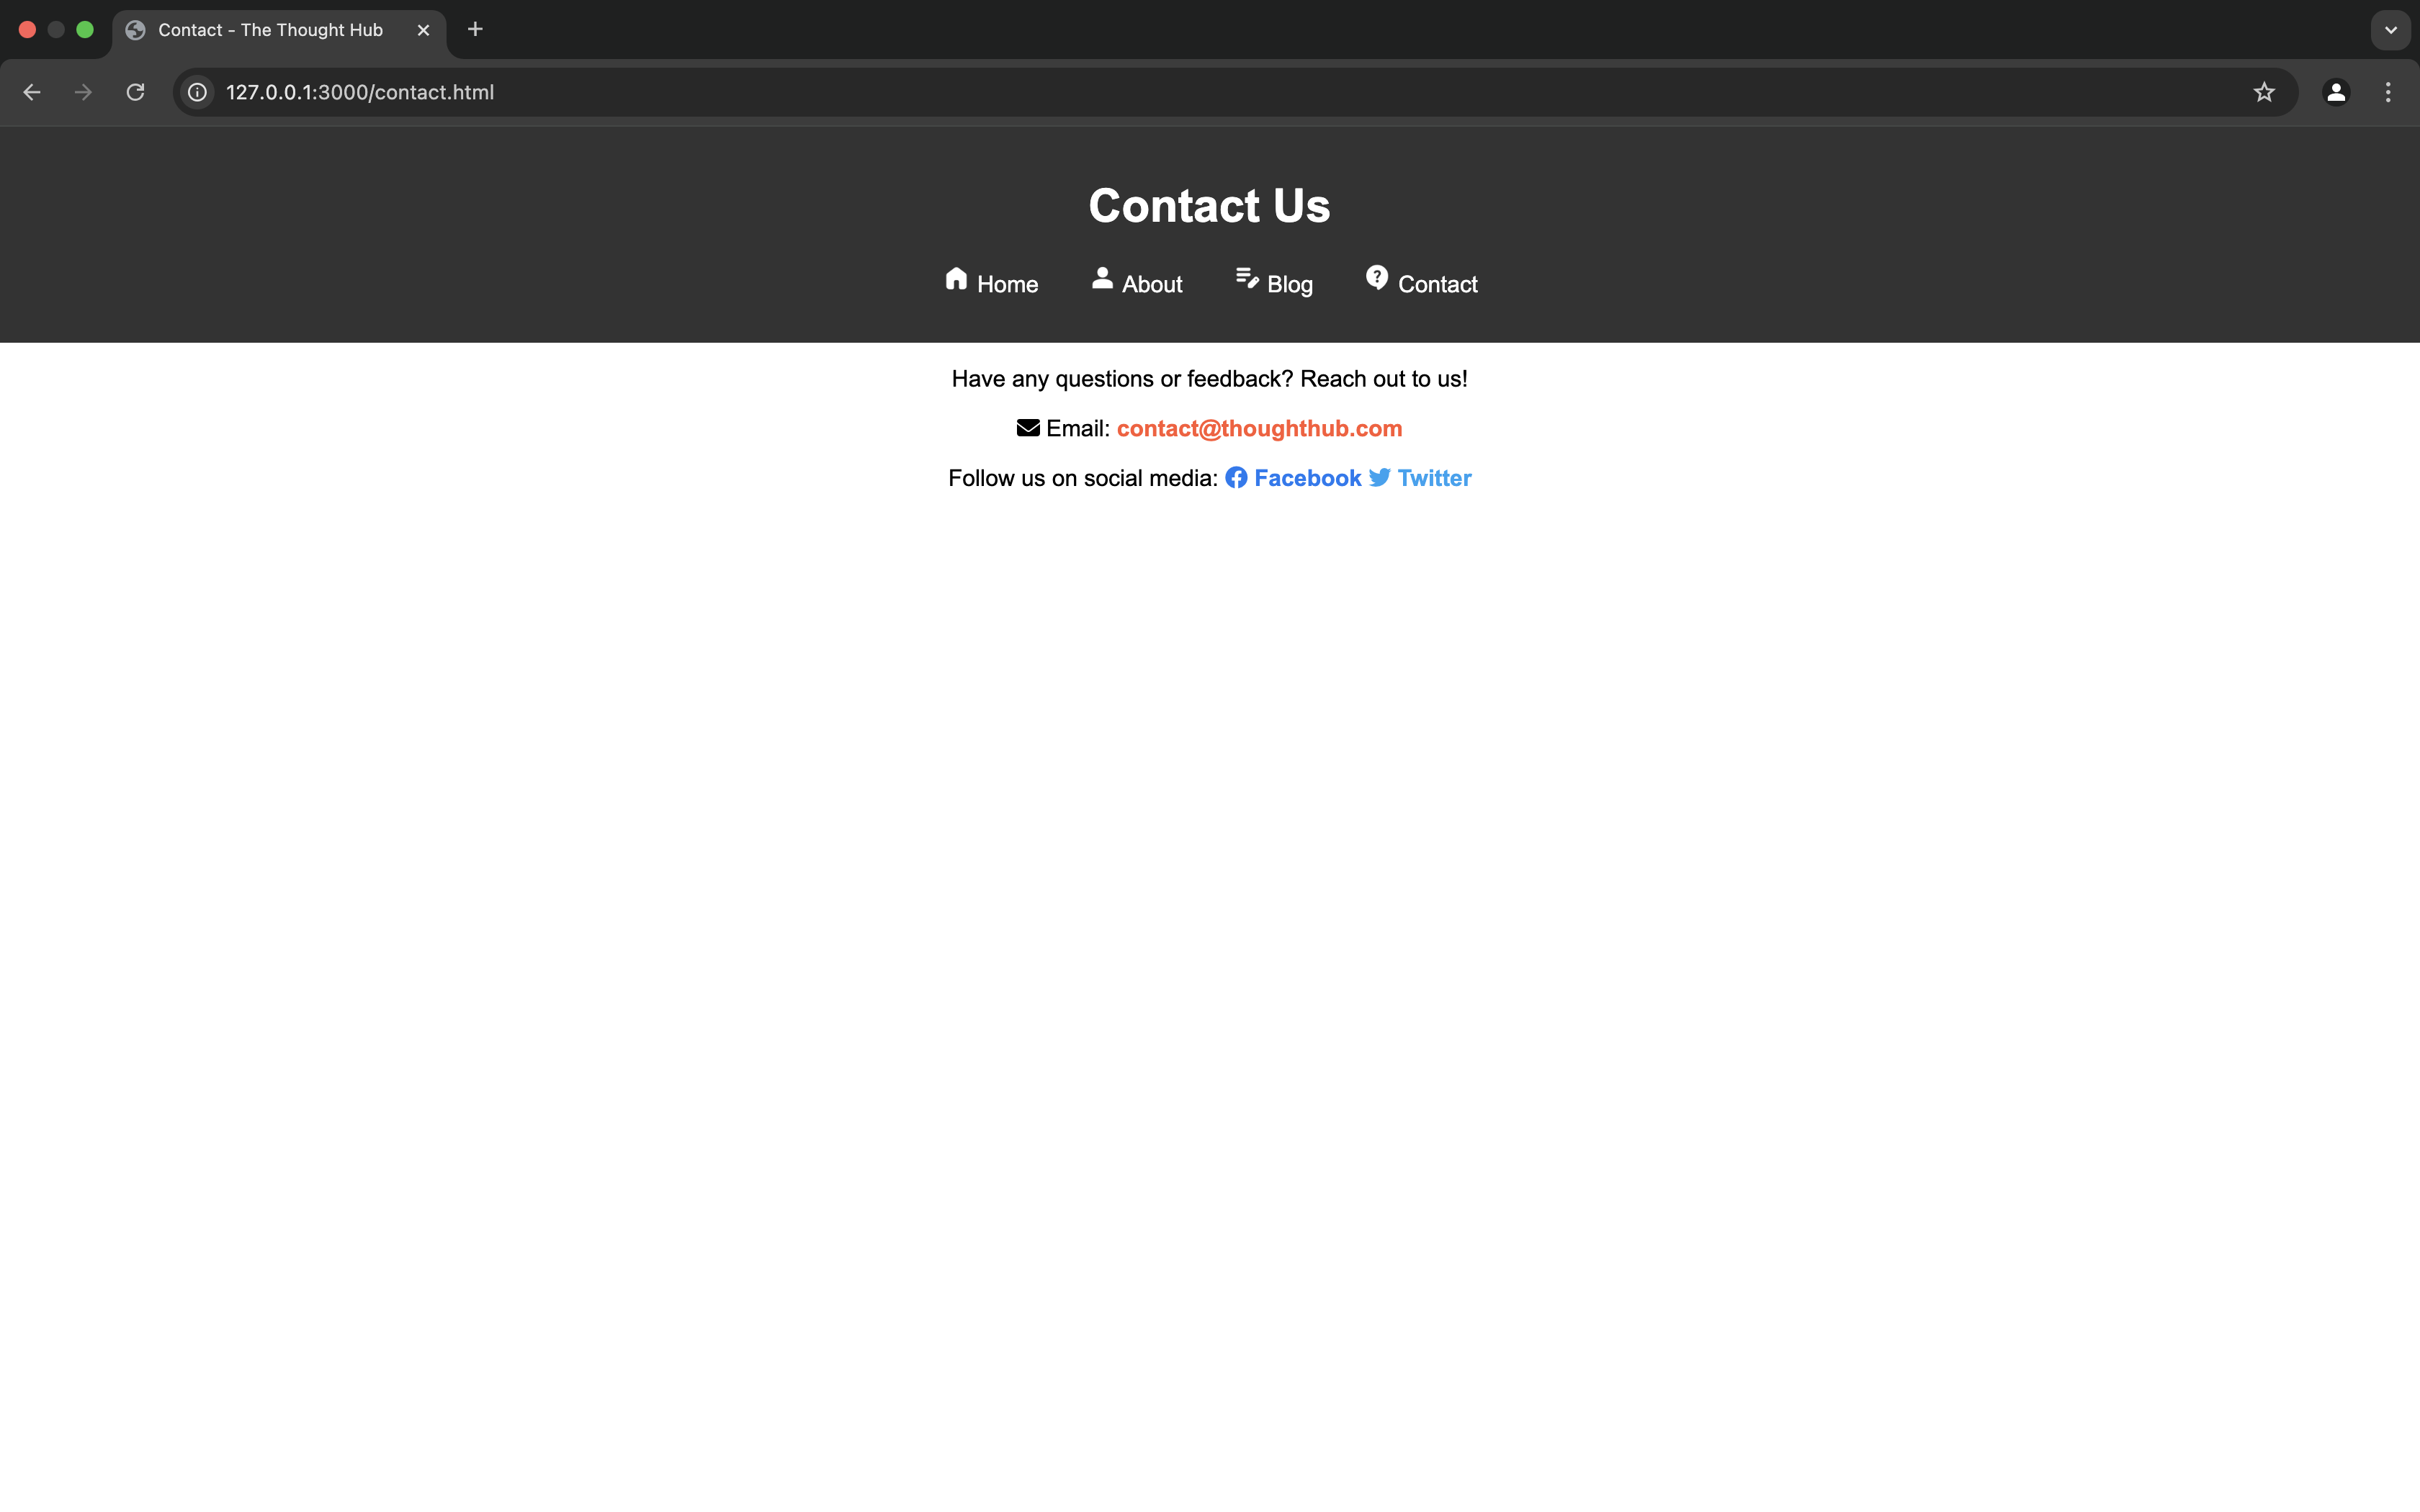 Contact - The Thought Hub
127.0.0.1:3000/contact.html
Contact Us
Home About Blog Contact
Have any questions or feedback? Reach out to us!
Email: contact@thoughthub.com
Follow us on social media: Facebook Twitter